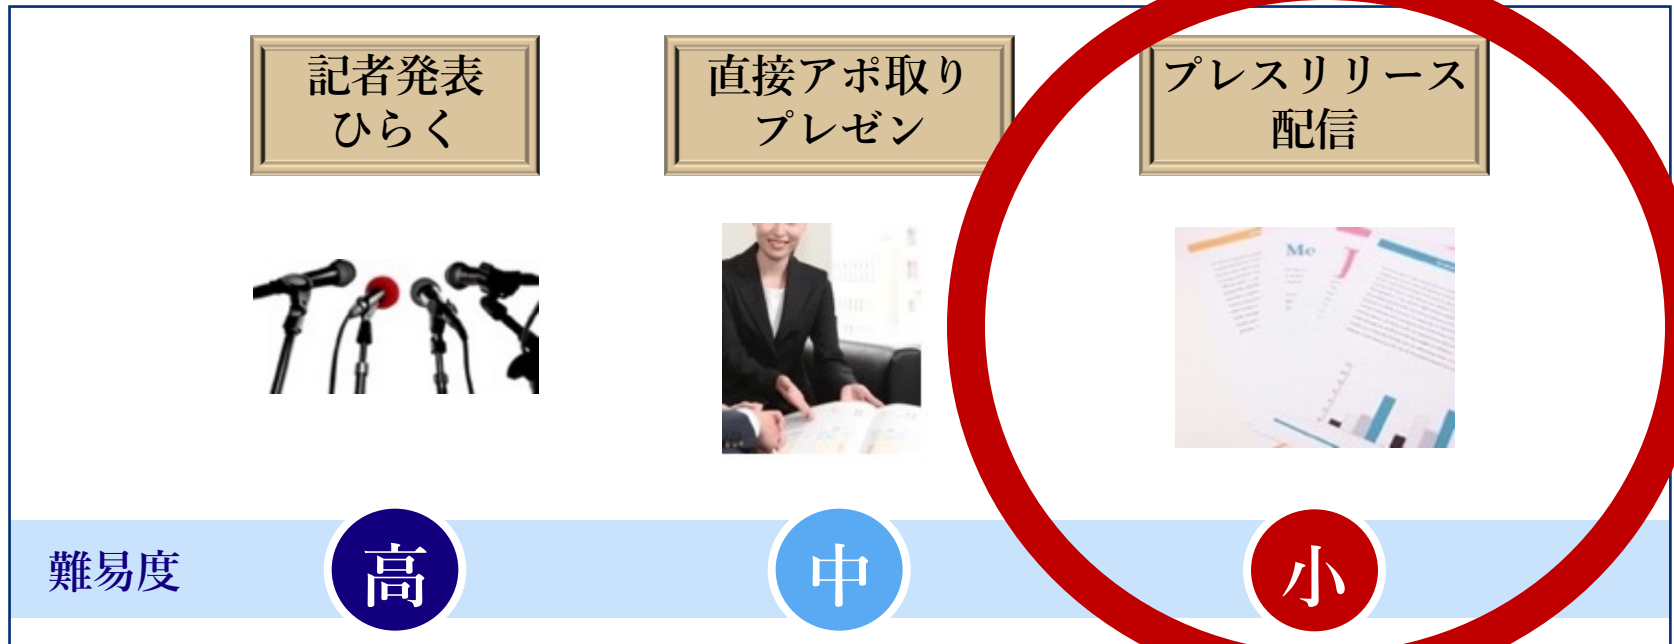 記者発表
ひらく
直接アポ取り
プレゼン
プレスリリース
配信
Me
J
難易度
高
中
小